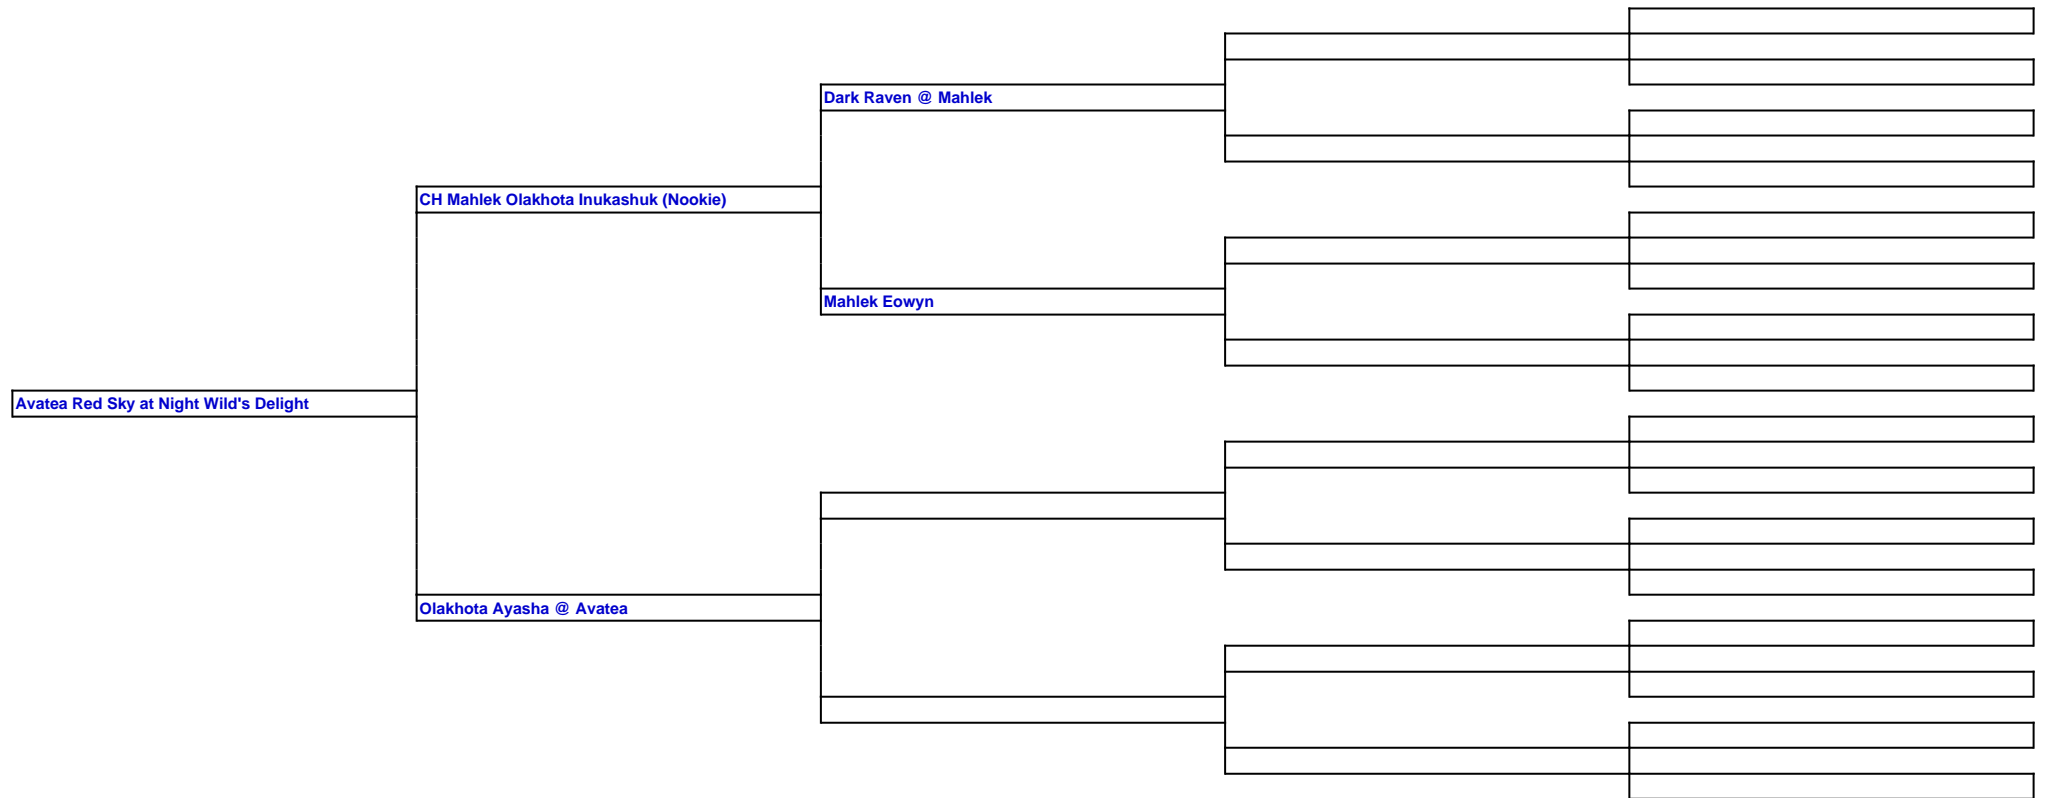 Dark Raven @ Mahlek
CH Mahlek Olakhota Inukashuk (Nookie)
Mahlek Eowyn
Avatea Red Sky at Night Wild's Delight
Olakhota Ayasha @ Avatea